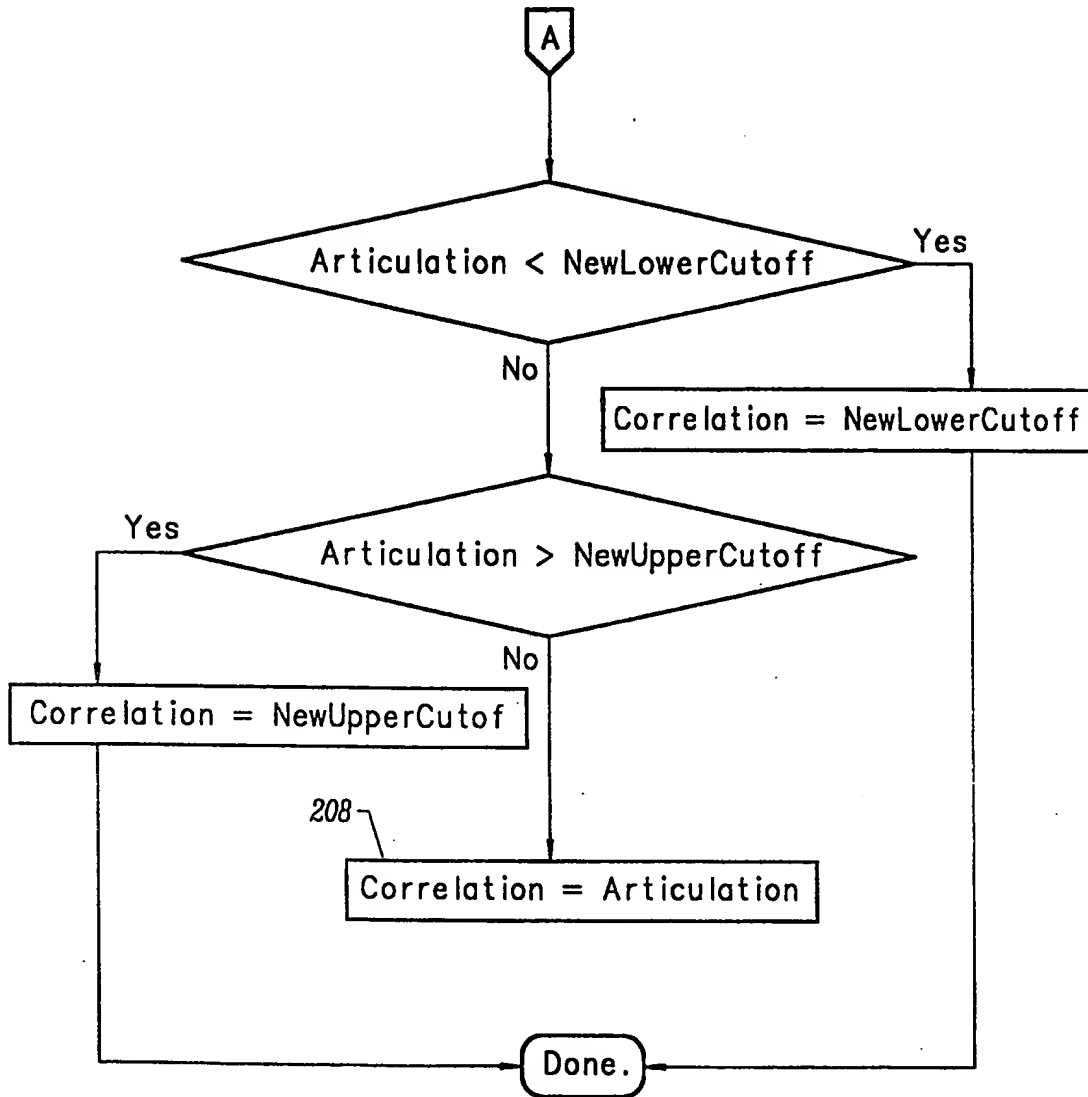 A
Articulation < NewLowerCutoff
Yes
No
Correlation = NewLowerCutoff
Yes
Articulation > NewUpperCutoff
No
Correlation = NewUpperCutof
208
Correlation = Articulation
Done.